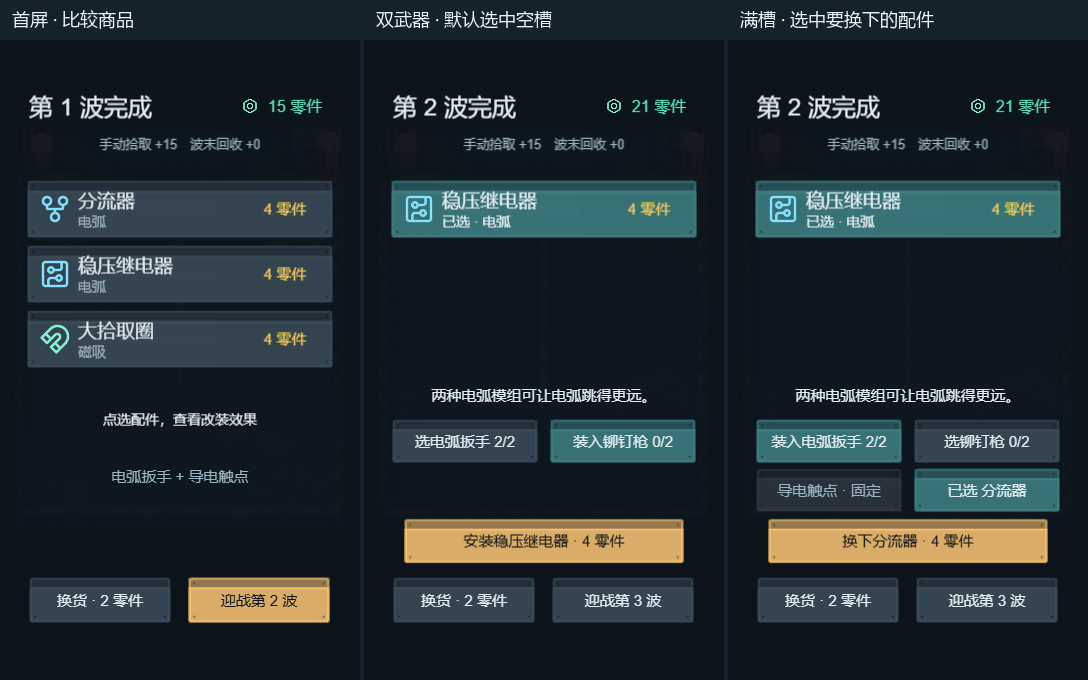 首屏 · 比较商品
第 1 波完成
15 零件
手动拾取 +15 波末回收 +0
分流器
电弧
4 零件
稳压继电器
电弧
4 零件
大拾取圈
磁吸
4 零件
点选配件，查看改装效果
电弧扳手 + 导电触点
换货 · 2 零件
迎战第 2 波
双武器 · 默认选中空槽
第 2 波完成
21 零件
手动拾取 +15 波末回收 +0
稳压继电器
已选 · 电弧
4 零件
两种电弧模组可让电弧跳得更远。
选电弧扳手 2/2
装入铆钉枪 0/2
安装稳压继电器 · 4 零件
换货 · 2 零件
迎战第 3 波
满槽 · 选中要换下的配件
第 2 波完成
21 零件
手动拾取 +15 波末回收 +0
稳压继电器
已选 · 电弧
4 零件
两种电弧模组可让电弧跳得更远。
装入电弧扳手 2/2
选铆钉枪 0/2
导电触点 · 固定
已选 分流器
换下分流器 · 4 零件
换货 · 2 零件
迎战第 3 波